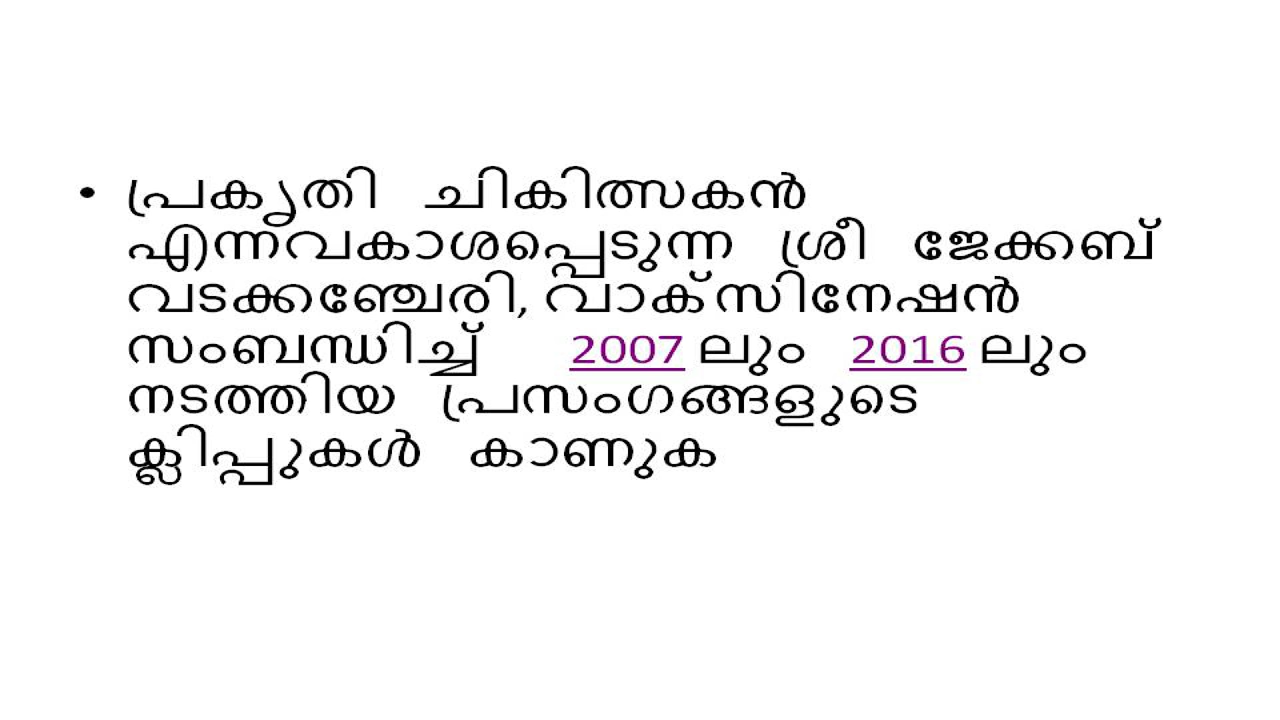 • പ്രകൃതി ചികിത്സകൻ
എന്നവകാശപ്പെടുന്ന ശ്രീ ജേക്കബ്
വടക്കഞ്ചേരി, വാക്സിനേഷൻ
സംബന്ധിച്ച് 2007 ലും 2016 ലും
നടത്തിയ പ്രസംഗങ്ങളുടെ
ക്ലിപ്പുകൾ കാണുക